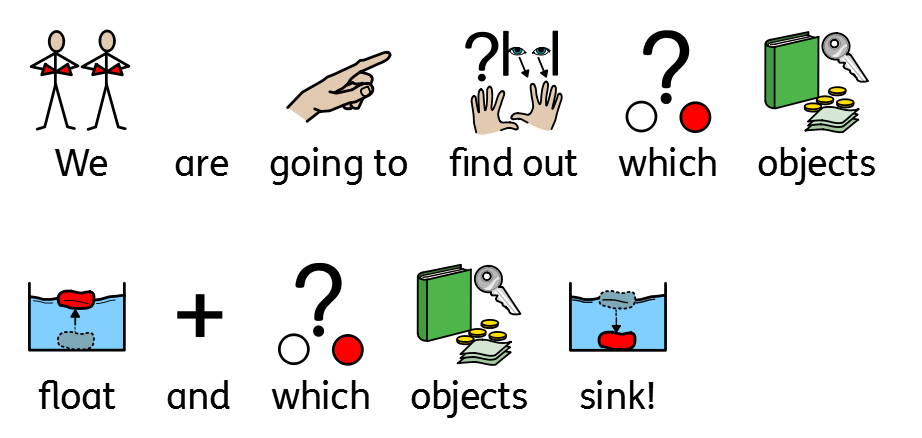 We are going to find out which objects
float and which objects sink!